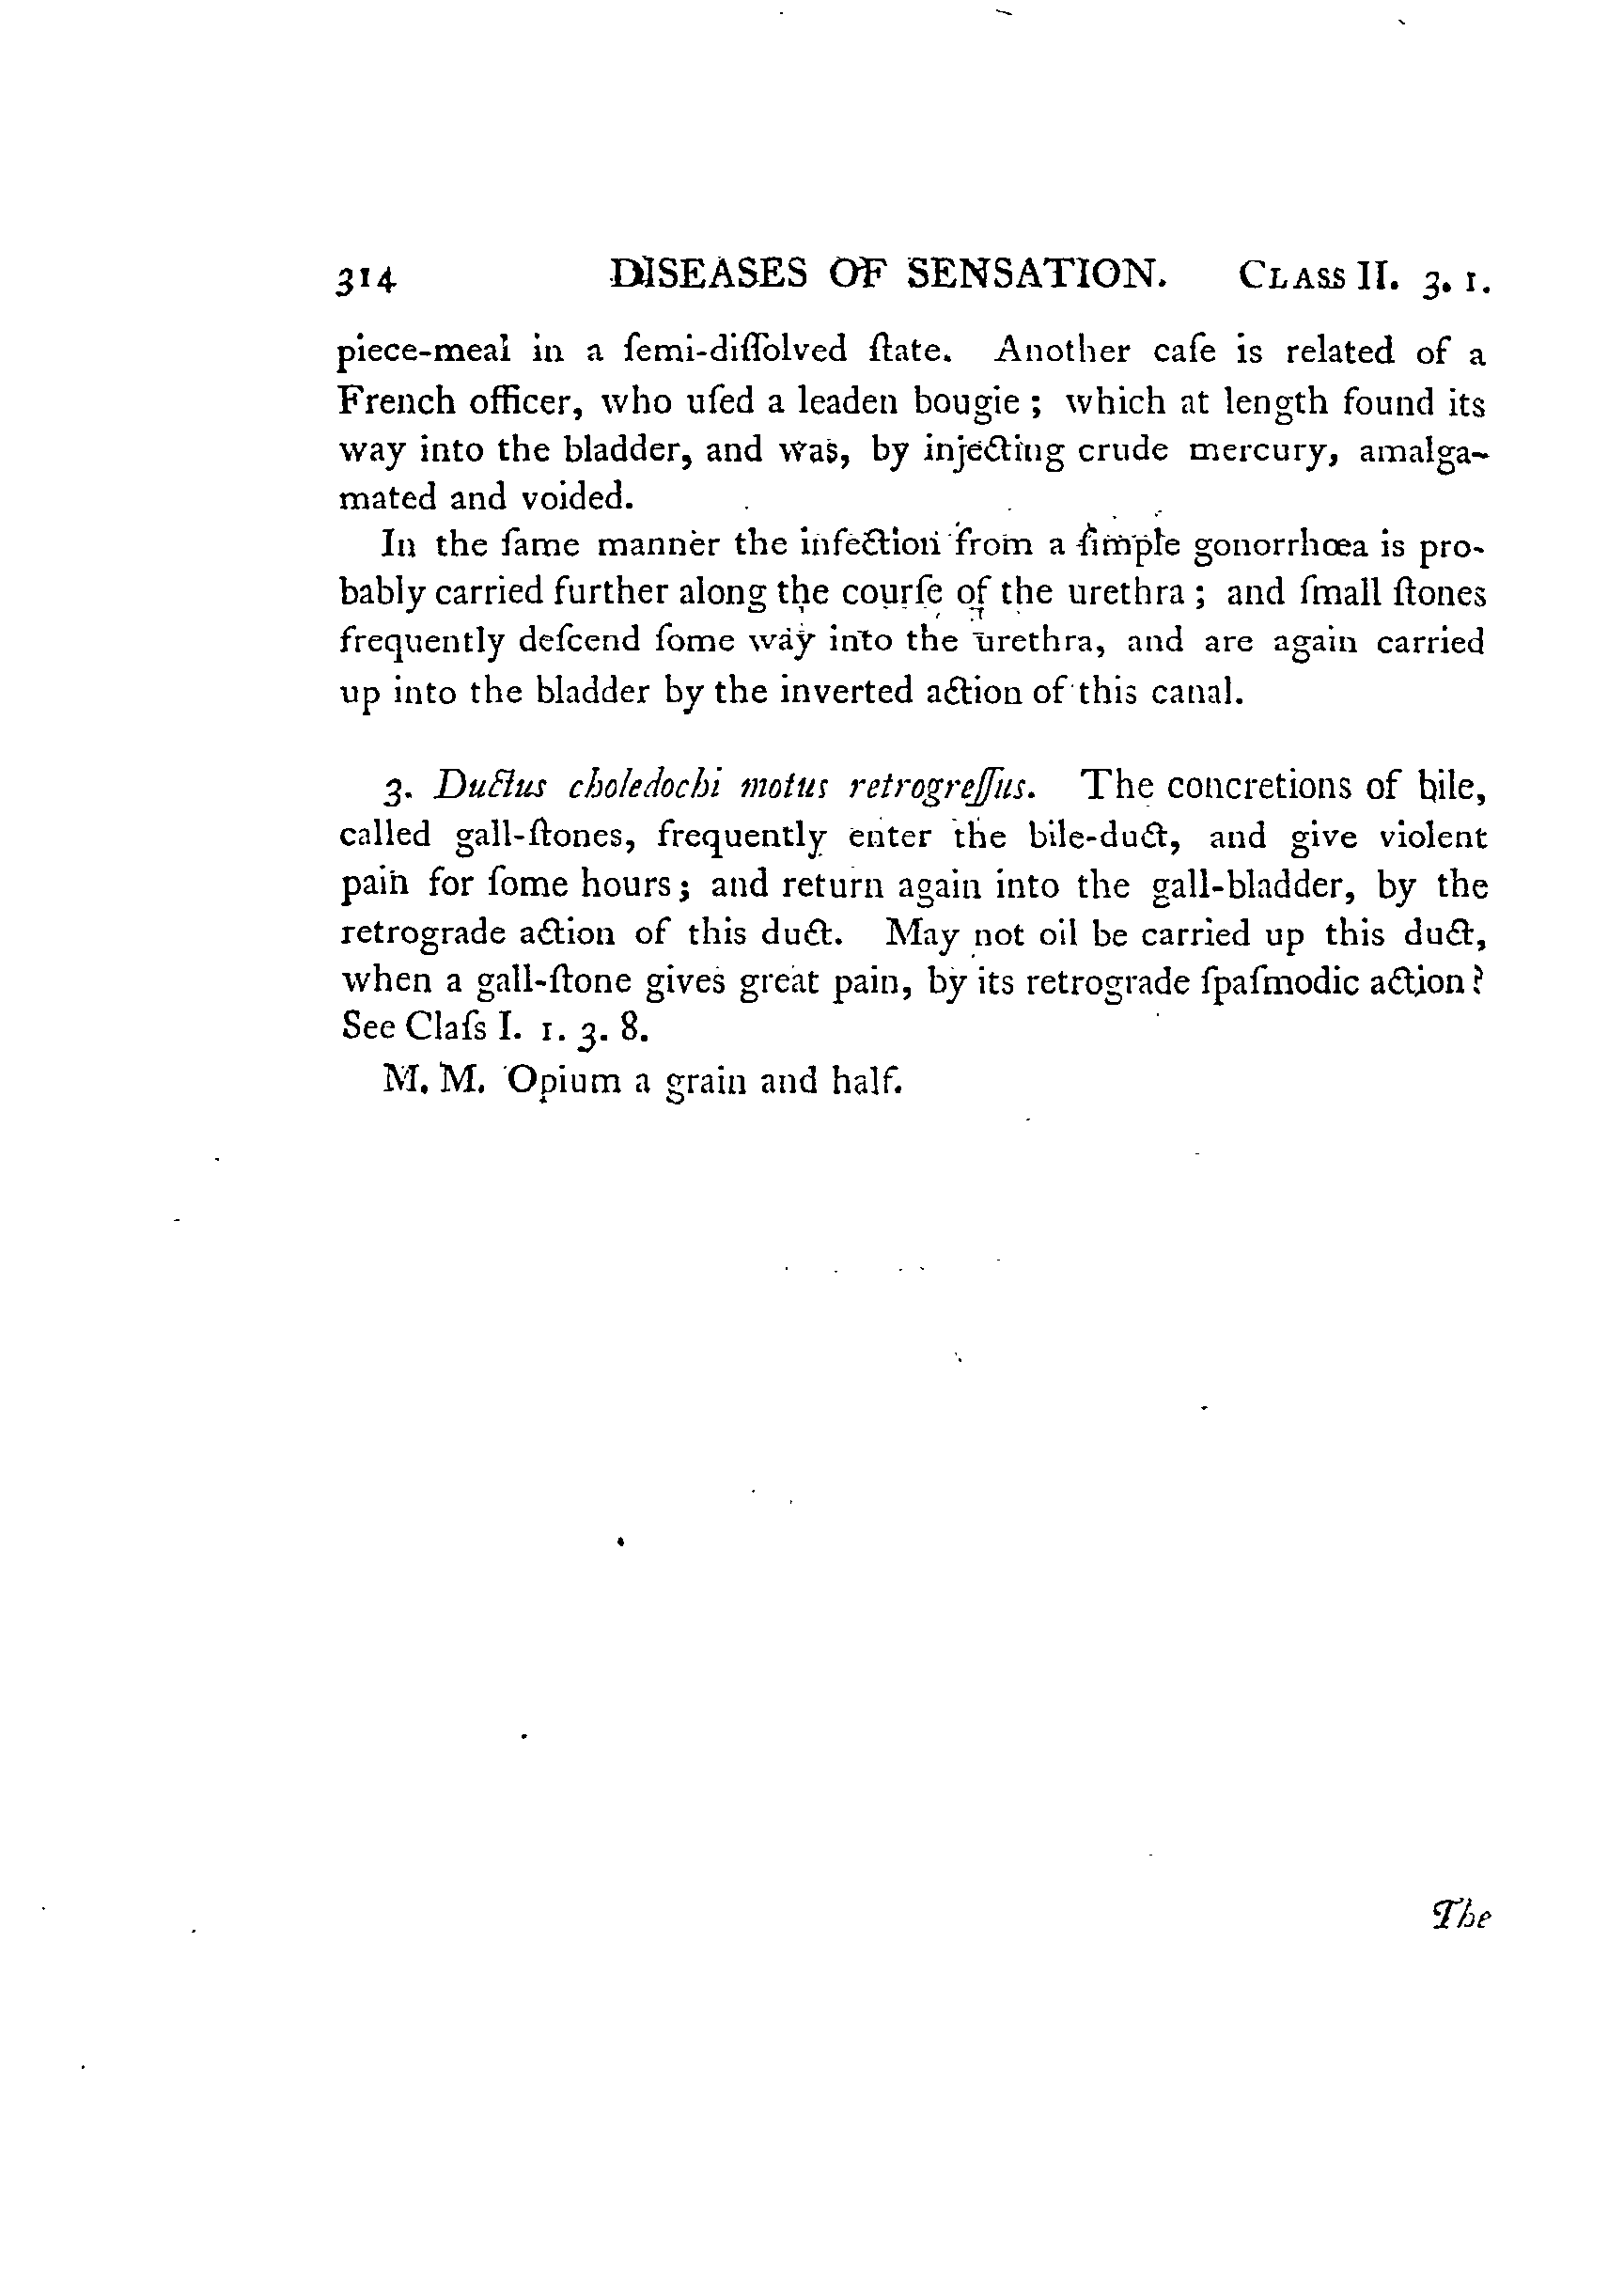 314 DISEASES OF SENSATION. CLASS II. 3. 1.
piece-meal in a ſemi-diſſolved ſtate. Another caſe is related of a
French officer, who uſed a leaden bougie ; which at length found its
way into the bladder, and was, by injecting crude mercury, amalga-
mated and voided.
In the ſame manner the infection from a ſimple gonorrhœa is pro-
bably carried further along the courſe of the urethra ; and ſmall ſtones
frequently deſcend ſome way into the urethra, and are again carried
up into the bladder by the inverted action of this canal.
3. Ductus choledochi motus retrogreſſus. The concretions of bile,
called gall-ſtones, frequently enter the bile-duct, and give violent
pain for ſome hours ; and return again into the gall-bladder, by the
retrograde action of this duct. May not oil be carried up this duct,
when a gall-ſtone gives great pain, by its retrograde ſpaſmodic action ?
See Claſs I. 1. 3. 8.
M. M. Opium a grain and half.
The